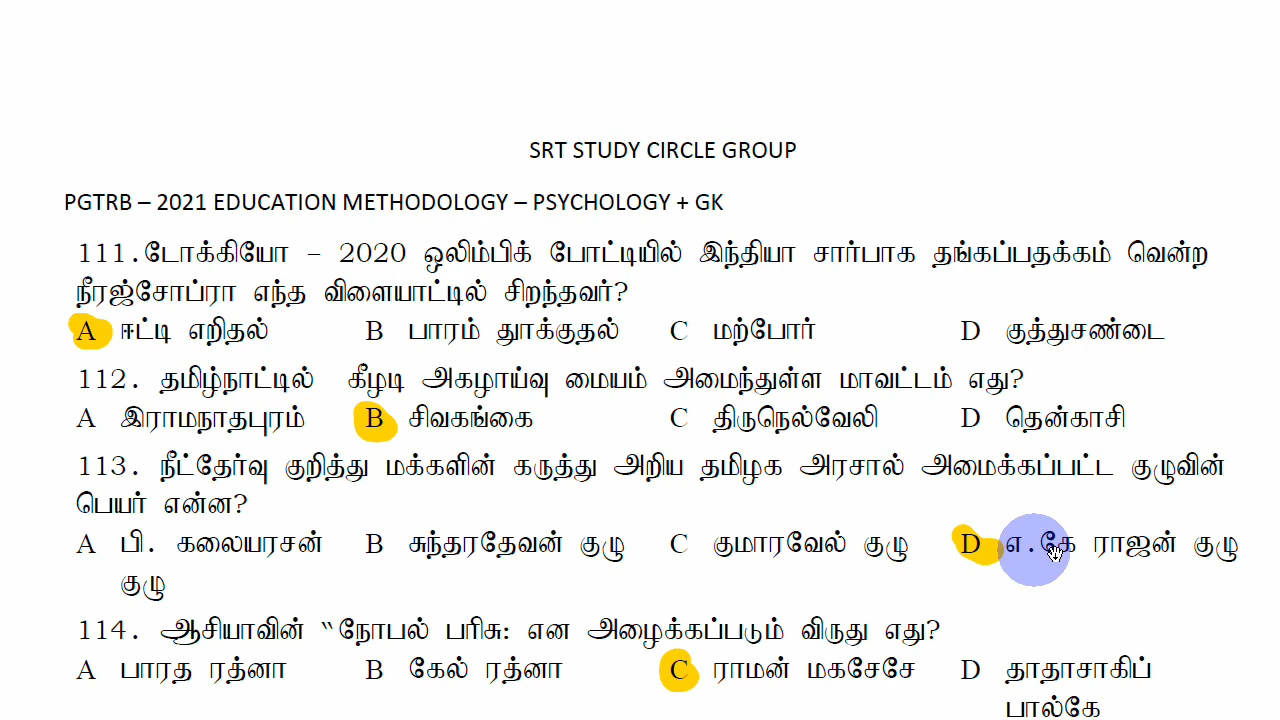 SRT STUDY CIRCLE GROUP
PGTRB – 2021 EDUCATION METHODOLOGY – PSYCHOLOGY + GK
111.டோக்கியோ – 2020 ஒலிம்பிக் போட்டியில் இந்தியா சார்பாக தங்கப்பதக்கம் வென்ற
நீரஜ்சோப்ரா எந்த விளையாட்டில் சிறந்தவர்?
A ஈட்டி எறிதல் B பாரம் தூக்குதல் C மற்போர் D குத்துசண்டை
112. தமிழ்நாட்டில் கீழடி அகழாய்வு மையம் அமைந்துள்ள மாவட்டம் எது?
A இராமநாதபுரம் B சிவகங்கை C திருநெல்வேலி D தென்காசி
113. நீட்தேர்வு குறித்து மக்களின் கருத்து அறிய தமிழக அரசால் அமைக்கப்பட்ட குழுவின்
பெயர் என்ன?
A பி. கலையரசன் B சுந்தரதேவன் குழு C குமாரவேல் குழு D எ.கே ராஜன் குழு
குழு
114. ஆசியாவின் “நோபல் பரிசு: என அழைக்கப்படும் விருது எது?
A பாரத ரத்னா B கேல் ரத்னா C ராமன் மகசேசே D தாதாசாகிப்
பால்கே